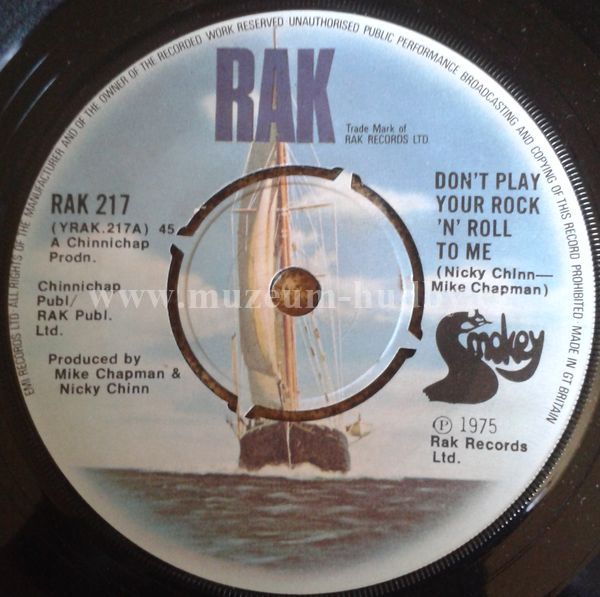 EMI RECORDS LTD. ALL RIGHTS OF THE MANUFACTURER AND OF THE OWNER OF THE RECORDED WORK RESERVED UNAUTHORISED PUBLIC PERFORMANCE BROADCASTING AND COPYING OF THIS RECORD PROHIBITED MADE IN GT BRITAIN
RAK
Trade Mark of
RAK RECORDS LTD.
RAK 217
(YRAK.217A) 45
A Chinnichap
Prodn.
Chinnichap
Publ/
RAK Publ.
Ltd.
Produced by
Mike Chapman &
Nicky Chinn
DON'T PLAY
YOUR ROCK
'N' ROLL
TO ME
(Nicky Chinn—
Mike Chapman)
Smokey
Ⓟ 1975
Rak Records
Ltd.